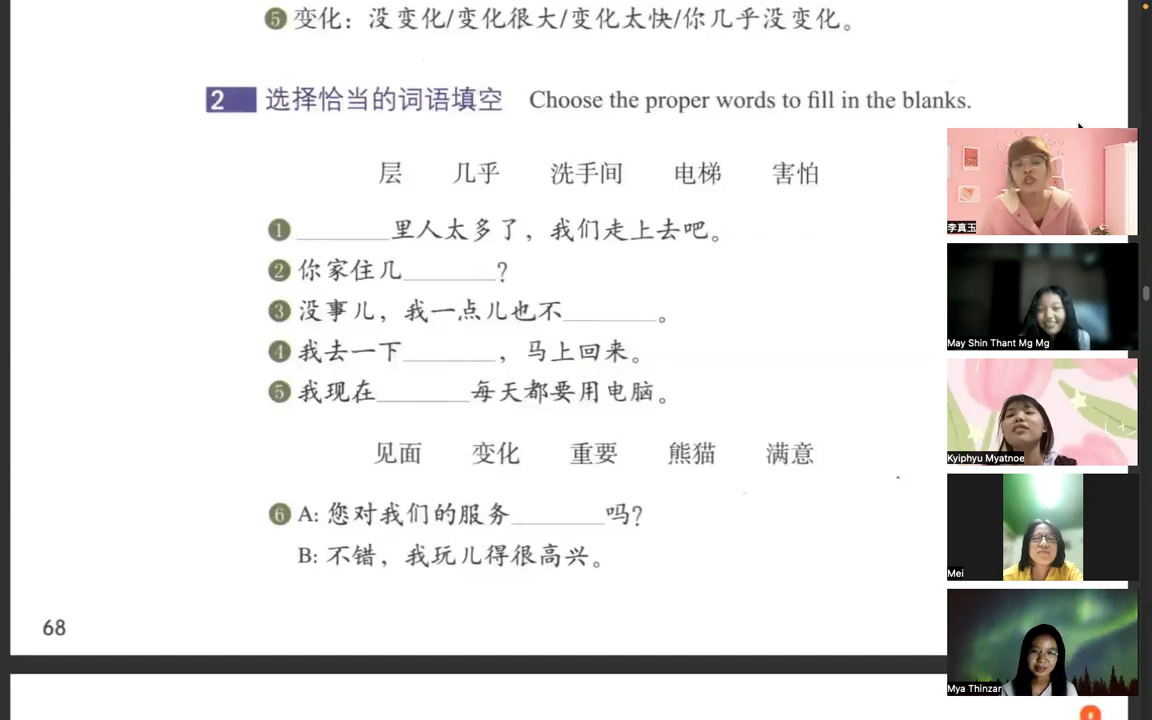 5 变化：没变化/变化很大/变化太快/你几乎没变化。
2 选择恰当的词语填空 Choose the proper words to fill in the blanks.
层 几乎 洗手间 电梯 害怕
1 ________里人太多了，我们走上去吧。
2 你家住几________？
3 没事儿，我一点儿也不________。
4 我去一下________，马上回来。
5 我现在________每天都要用电脑。
见面 变化 重要 熊猫 满意
6 A: 您对我们的服务________吗？
B: 不错，我玩儿得很高兴。
68
李真玉
May Shin Thant Mg Mg
Kyiphyu Myatnoe
Mei
Mya Thinzar